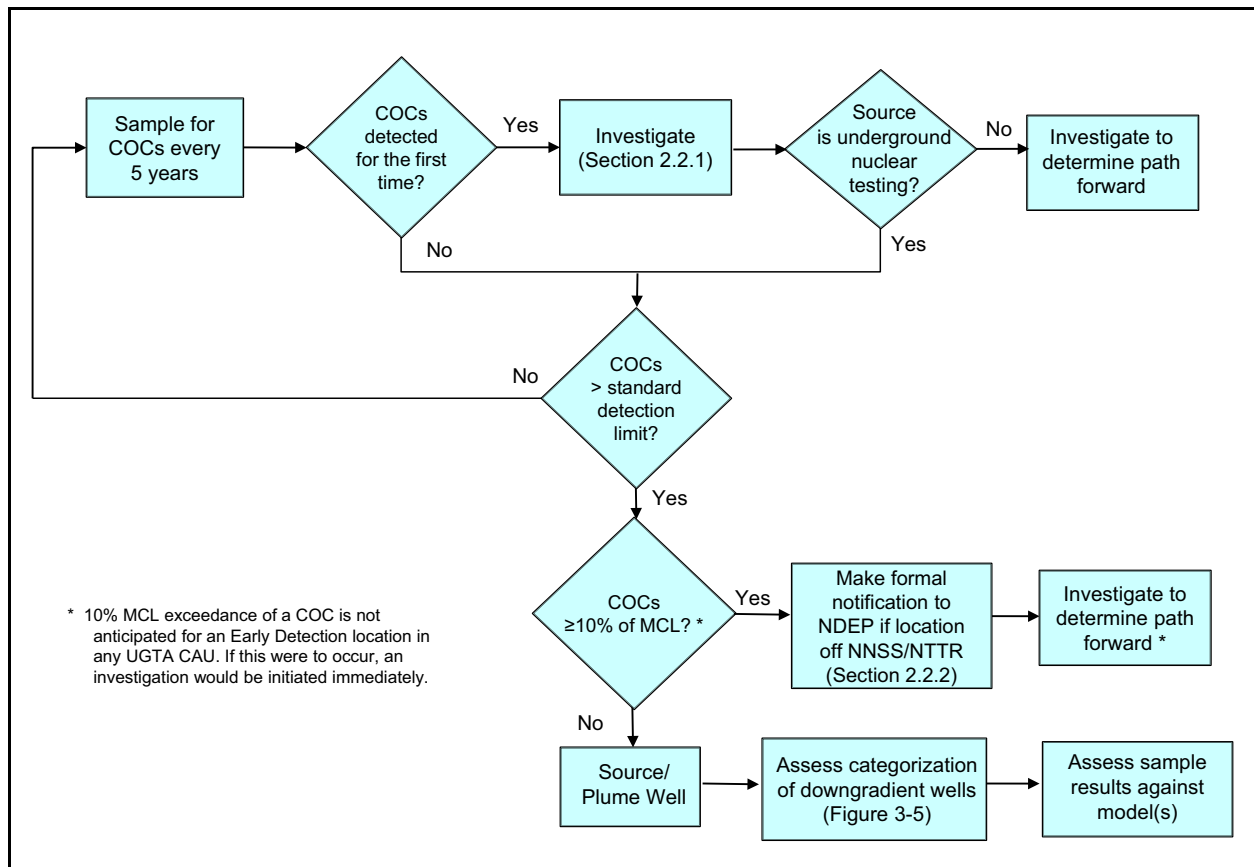 Sample for
COCs every
5 years
COCs
detected
for the first
time?
Yes
Investigate
(Section 2.2.1)
Source
is underground
nuclear
testing?
No
Investigate to
determine path
forward
No
Yes
COCs
> standard
detection
limit?
No
Yes
COCs
≥10% of MCL? *
Yes
Make formal
notification to
NDEP if location
off NNSS/NTTR
(Section 2.2.2)
Investigate to
determine path
forward *
* 10% MCL exceedance of a COC is not
anticipated for an Early Detection location in
any UGTA CAU. If this were to occur, an
investigation would be initiated immediately.
No
Source/
Plume Well
Assess categorization
of downgradient wells
(Figure 3-5)
Assess sample
results against
model(s)